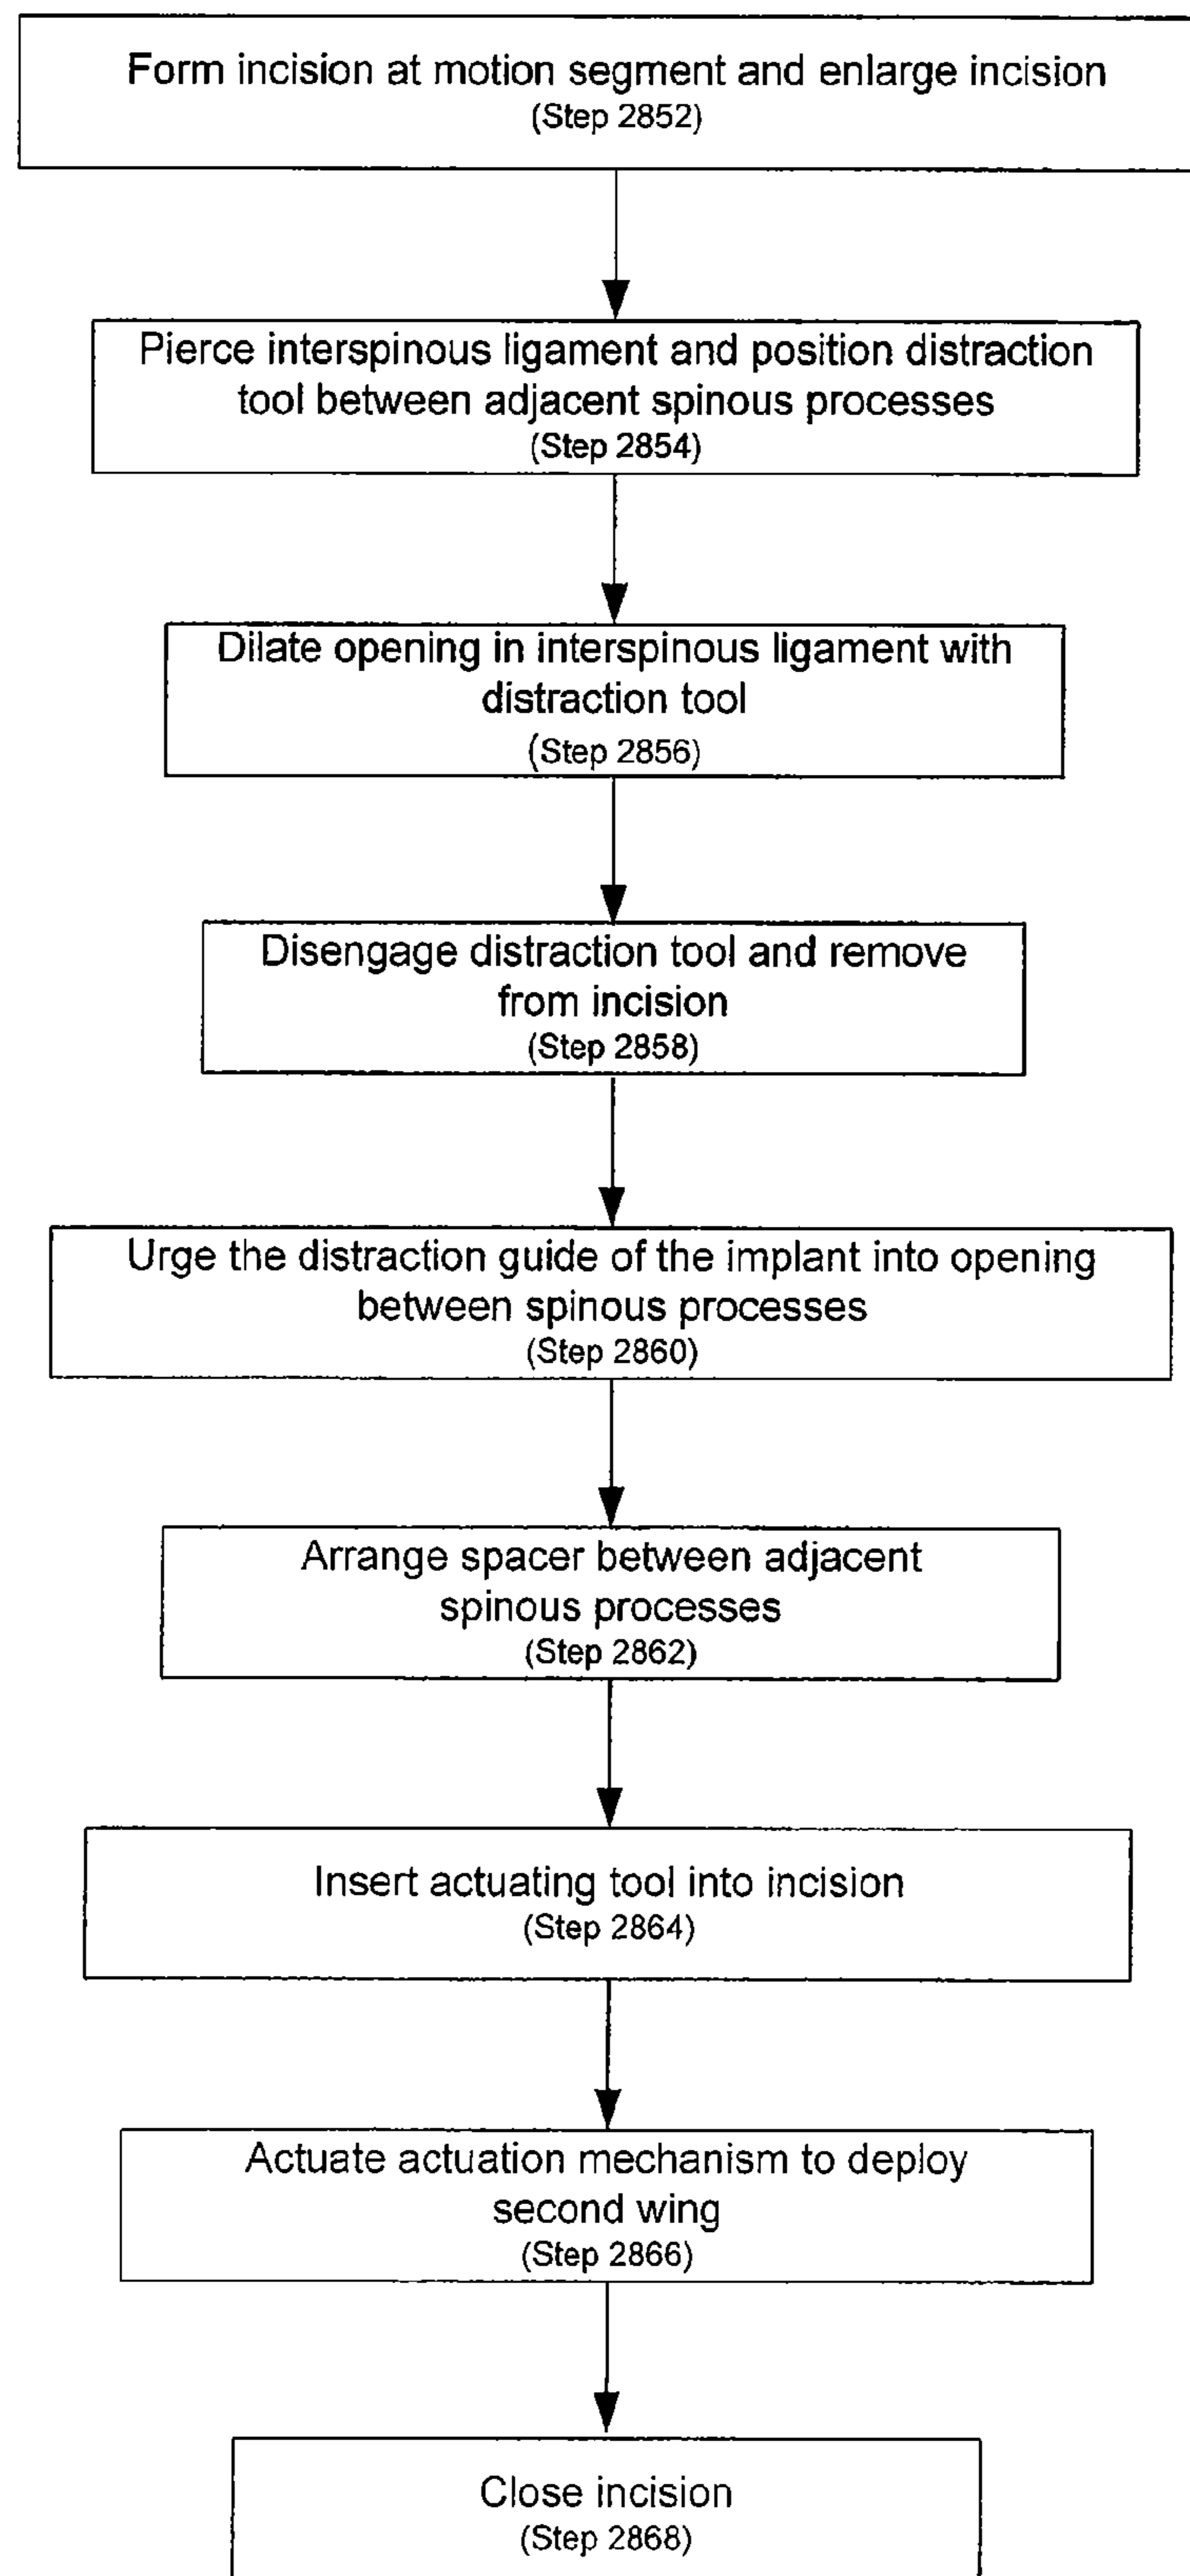 Form incision at motion segment and enlarge incision
(Step 2852)
Pierce interspinous ligament and position distraction
tool between adjacent spinous processes
(Step 2854)
Dilate opening in interspinous ligament with
distraction tool
(Step 2856)
Disengage distraction tool and remove
from incision
(Step 2858)
Urge the distraction guide of the implant into opening
between spinous processes
(Step 2860)
Arrange spacer between adjacent
spinous processes
(Step 2862)
Insert actuating tool into incision
(Step 2864)
Actuate actuation mechanism to deploy
second wing
(Step 2866)
Close incision
(Step 2868)